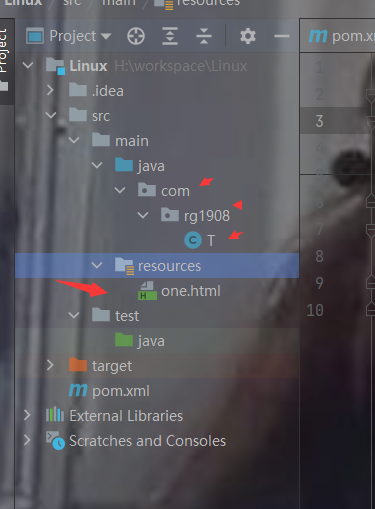 Linux src main resources
Project
Project
pom.xml
Linux H:\workspace\Linux
.idea
src
main
java
com
rg1908
C T
resources
H one.html
test
java
target
m pom.xml
External Libraries
Scratches and Consoles
1
2
3
4
5
6
7
8
9
10